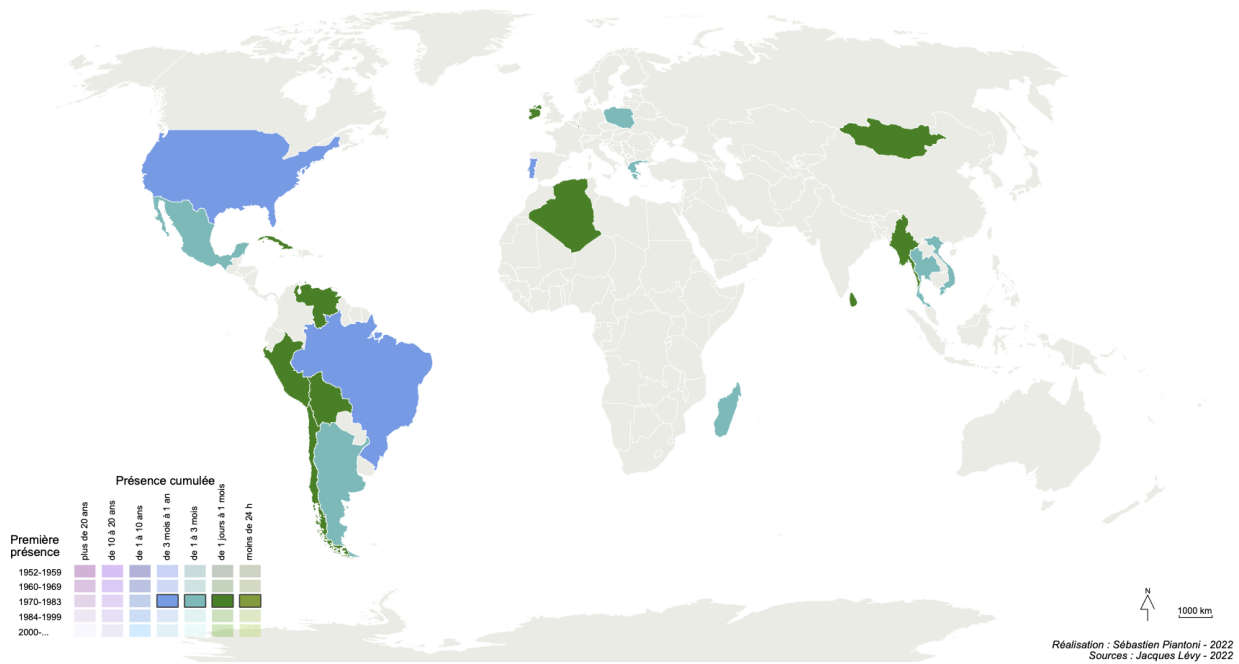 Présence cumulée
plus de 20 ans
de 10 à 20 ans
de 1 à 10 ans
de 3 mois à 1 an
de 1 à 3 mois
de 1 jours à 1 mois
moins de 24 h
Première
présence
1952-1959
1960-1969
1970-1983
1984-1999
2000-...
N
1000 km
Réalisation : Sébastien Piantoni - 2022
Sources : Jacques Lévy - 2022